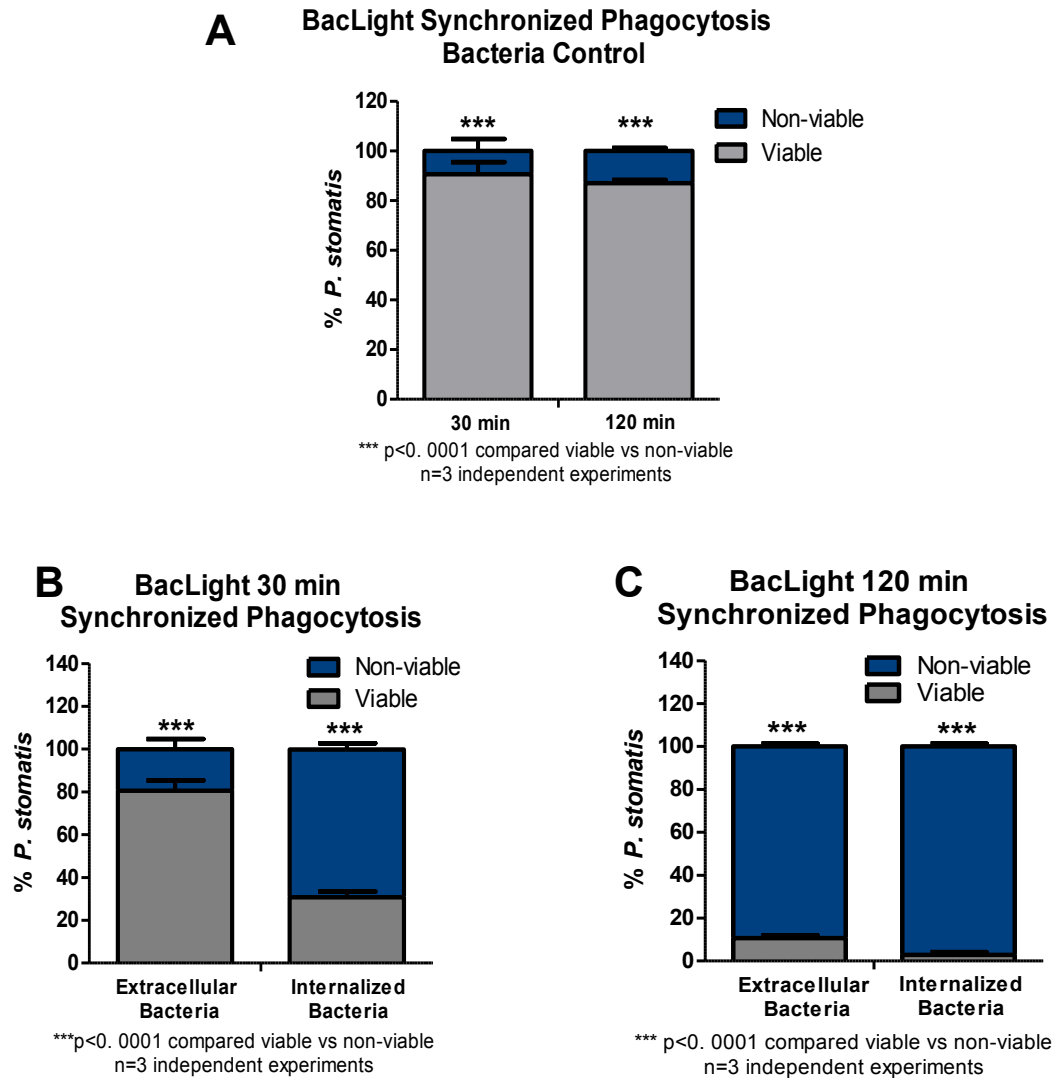 A
BacLight Synchronized Phagocytosis
Bacteria Control
120
100
80
60
40
20
0
% P. stomatis
***
***
Non-viable
Viable
30 min
120 min
*** p<0. 0001 compared viable vs non-viable
n=3 independent experiments
B
BacLight 30 min
Synchronized Phagocytosis
140
120
100
80
60
40
20
0
% P. stomatis
Non-viable
Viable
***
***
Extracellular
Bacteria
Internalized
Bacteria
***p<0. 0001 compared viable vs non-viable
n=3 independent experiments
C
BacLight 120 min
Synchronized Phagocytosis
140
120
100
80
60
40
20
0
% P. stomatis
Non-viable
Viable
***
***
Extracellular
Bacteria
Internalized
Bacteria
*** p<0. 0001 compared viable vs non-viable
n=3 independent experiments